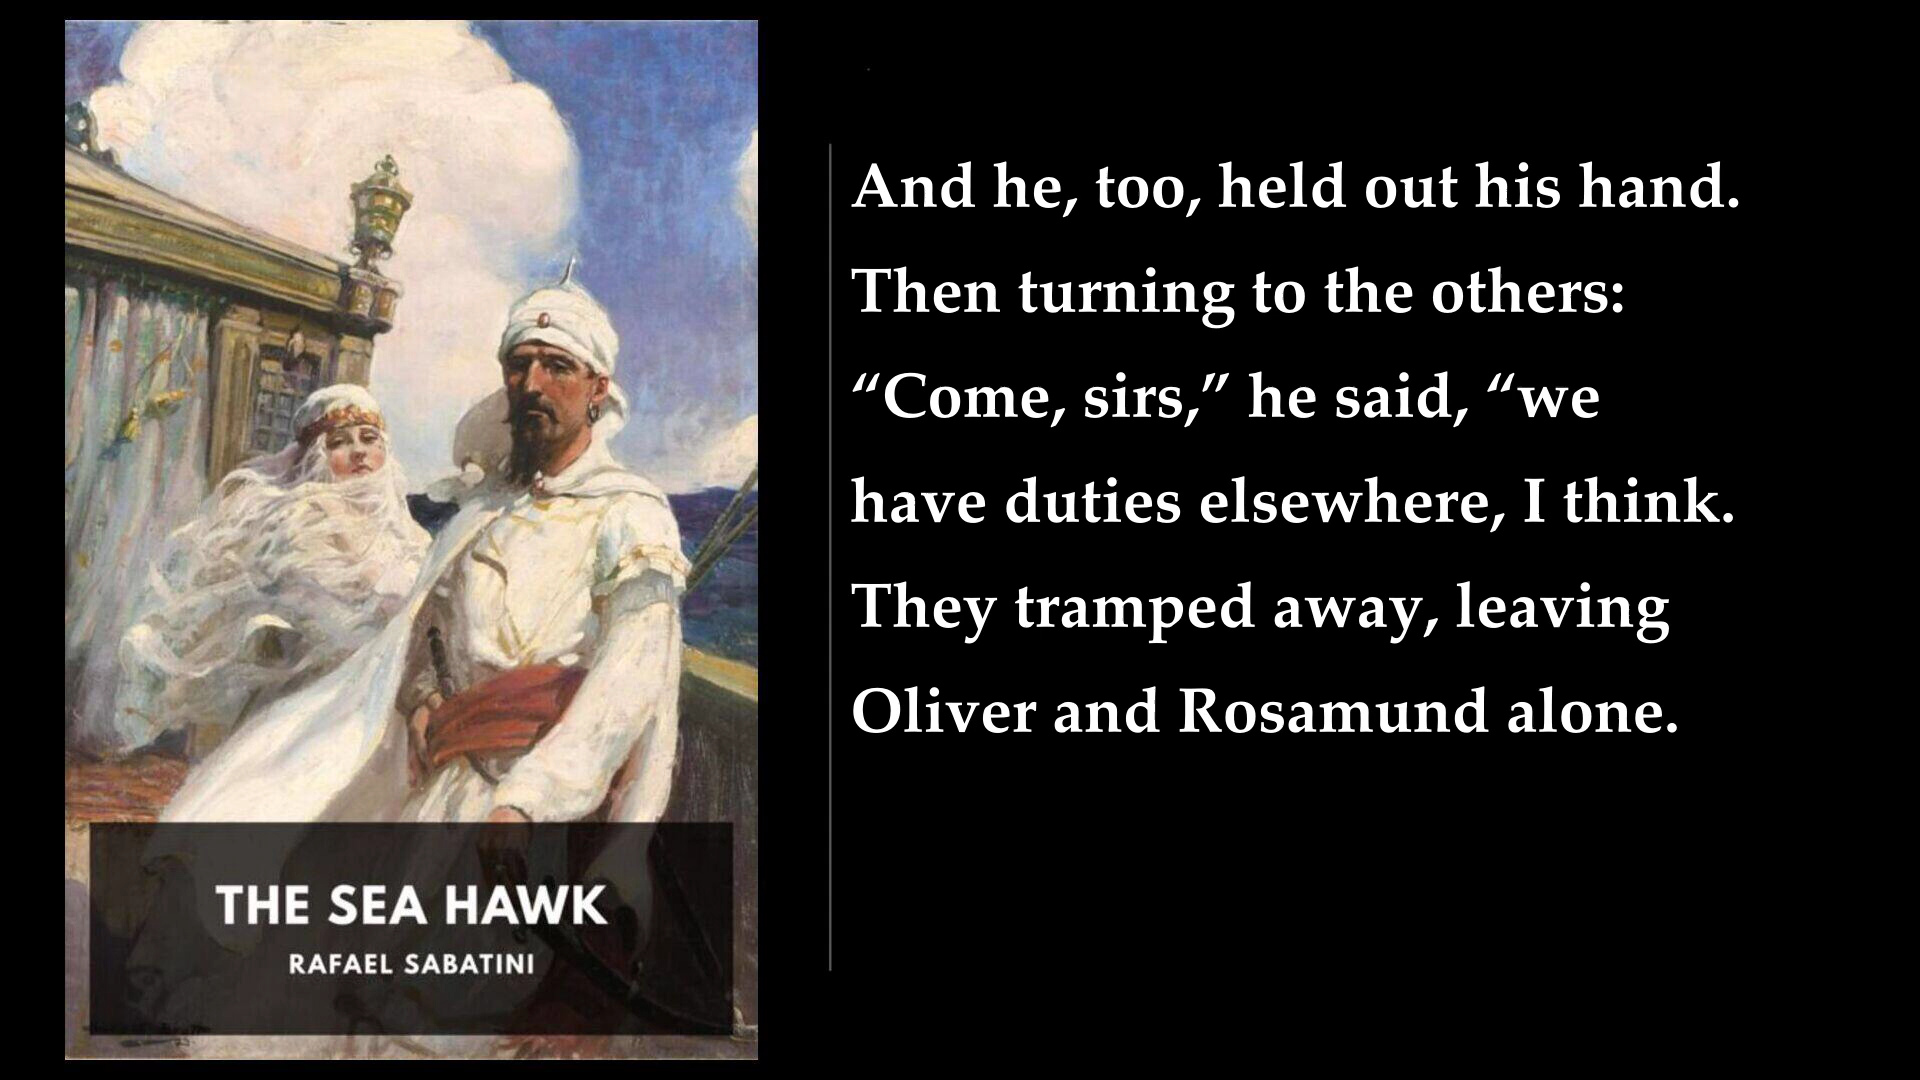 And he, too, held out his hand.
Then turning to the others:
“Come, sirs,” he said, “we
have duties elsewhere, I think.
They tramped away, leaving
Oliver and Rosamund alone.
THE SEA HAWK
RAFAEL SABATINI